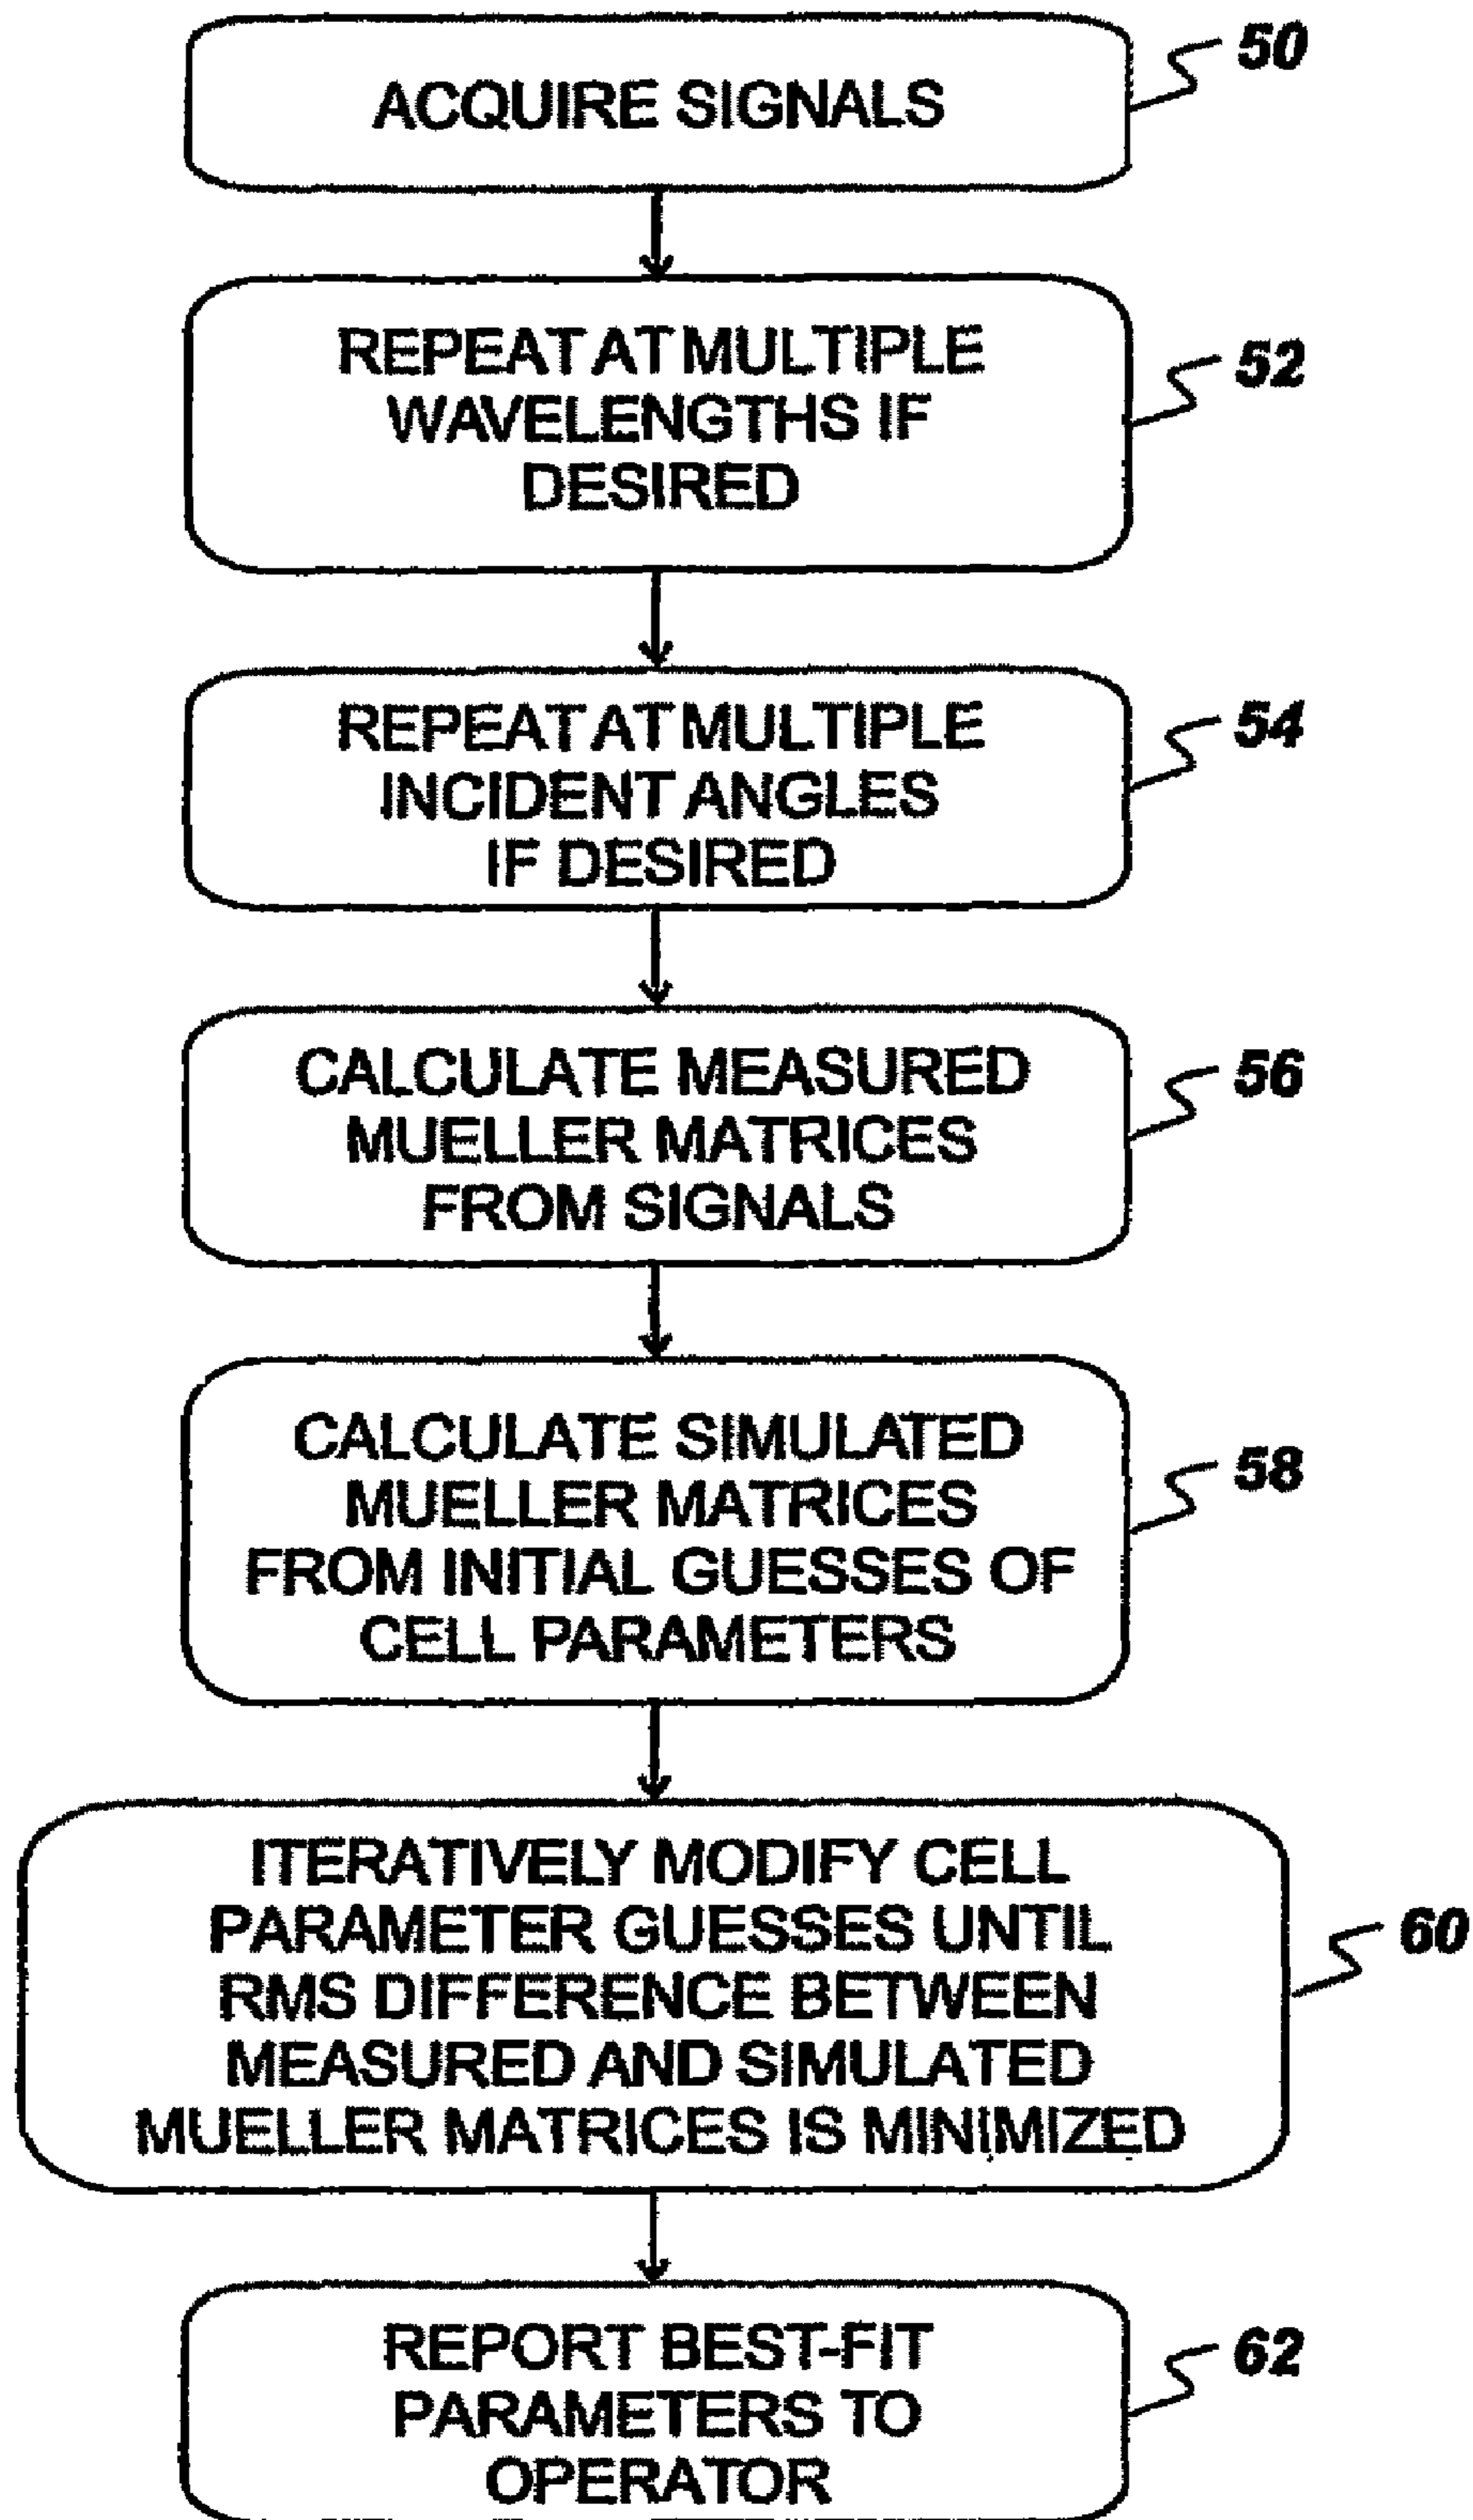 ACQUIRE SIGNALS
50
REPEAT AT MULTIPLE
WAVELENGTHS IF
DESIRED
52
REPEAT AT MULTIPLE
INCIDENT ANGLES
IF DESIRED
54
CALCULATE MEASURED
MUELLER MATRICES
FROM SIGNALS
56
CALCULATE SIMULATED
MUELLER MATRICES
FROM INITIAL GUESSES OF
CELL PARAMETERS
58
ITERATIVELY MODIFY CELL
PARAMETER GUESSES UNTIL
RMS DIFFERENCE BETWEEN
MEASURED AND SIMULATED
MUELLER MATRICES IS MINIMIZED
60
REPORT BEST-FIT
PARAMETERS TO
OPERATOR
62